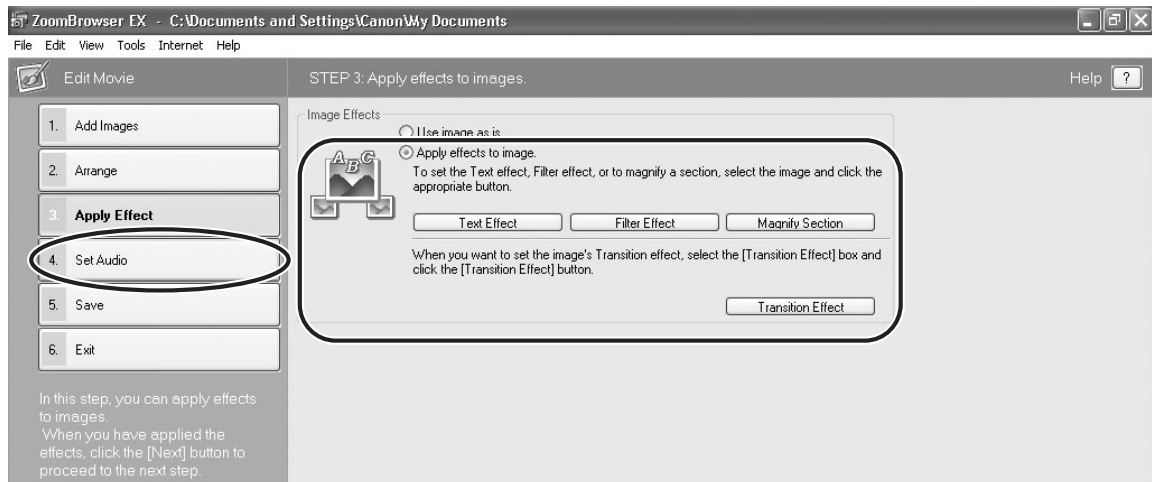 ZoomBrowser EX - C:\Documents and Settings\Canon\My Documents
File Edit View Tools Internet Help
Edit Movie
STEP 3: Apply effects to images.
Help ?
1. Add Images
2. Arrange
3. Apply Effect
4. Set Audio
5. Save
6. Exit
In this step, you can apply effects
to images.
When you have applied the
effects, click the [Next] button to
proceed to the next step.
Image Effects
Use image as is
ABC
Apply effects to image.
To set the Text effect, Filter effect, or to magnify a section, select the image and click the
appropriate button.
Text Effect Filter Effect Magnify Section
When you want to set the image's Transition effect, select the [Transition Effect] box and
click the [Transition Effect] button.
Transition Effect